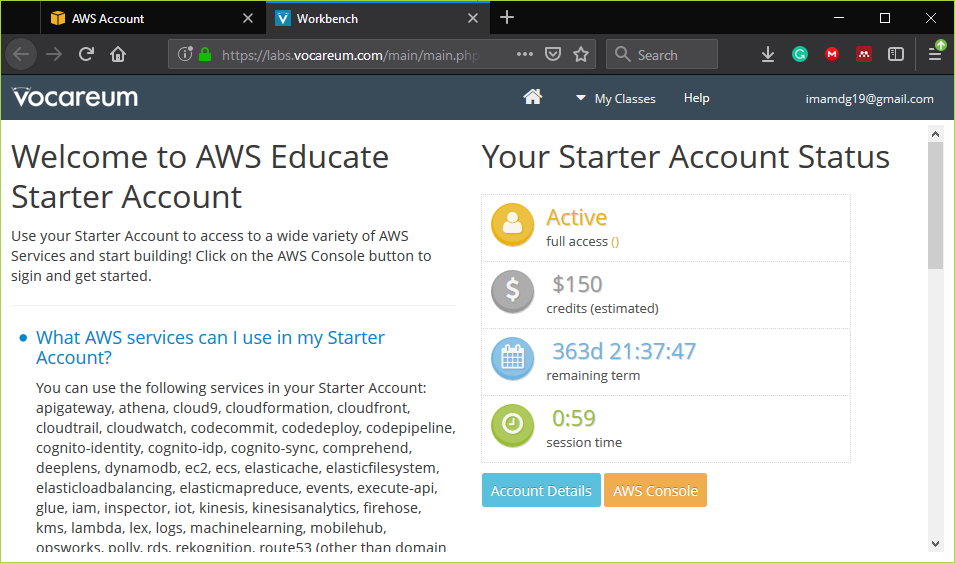 AWS Account
Workbench
https://labs.vocareum.com/main/main.php
Search
vocareum
My Classes
Help
imamdg19@gmail.com
Welcome to AWS Educate
Starter Account
Use your Starter Account to access to a wide variety of AWS
Services and start building! Click on the AWS Console button to
sigin and get started.
What AWS services can I use in my Starter
Account?
You can use the following services in your Starter Account:
apigateway, athena, cloud9, cloudformation, cloudfront,
cloudtrail, cloudwatch, codecommit, codedeploy, codepipeline,
cognito-identity, cognito-idp, cognito-sync, comprehend,
deeplens, dynamodb, ec2, ecs, elasticache, elasticfilesystem,
elasticloadbalancing, elasticmapreduce, events, execute-api,
glue, iam, inspector, iot, kinesis, kinesisanalytics, firehose,
kms, lambda, lex, logs, machinelearning, mobilehub,
opsworks, polly, rds, rekognition, route53 (other than domain
Your Starter Account Status
Active
full access ()
$150
credits (estimated)
363d 21:37:47
remaining term
0:59
session time
Account Details
AWS Console